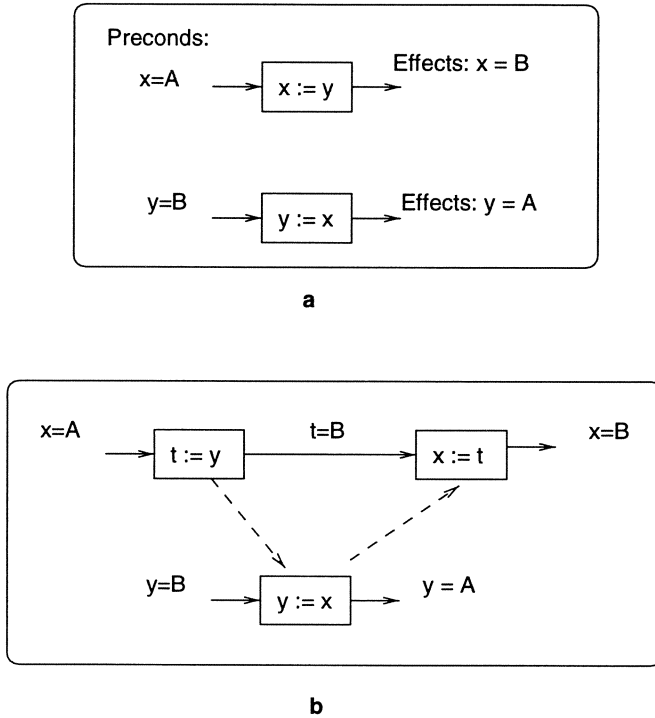 Preconds:
x=A
x := y
Effects: x = B
y=B
y := x
Effects: y = A
a
x=A
t := y
t=B
x := t
x=B
y=B
y := x
y = A
b